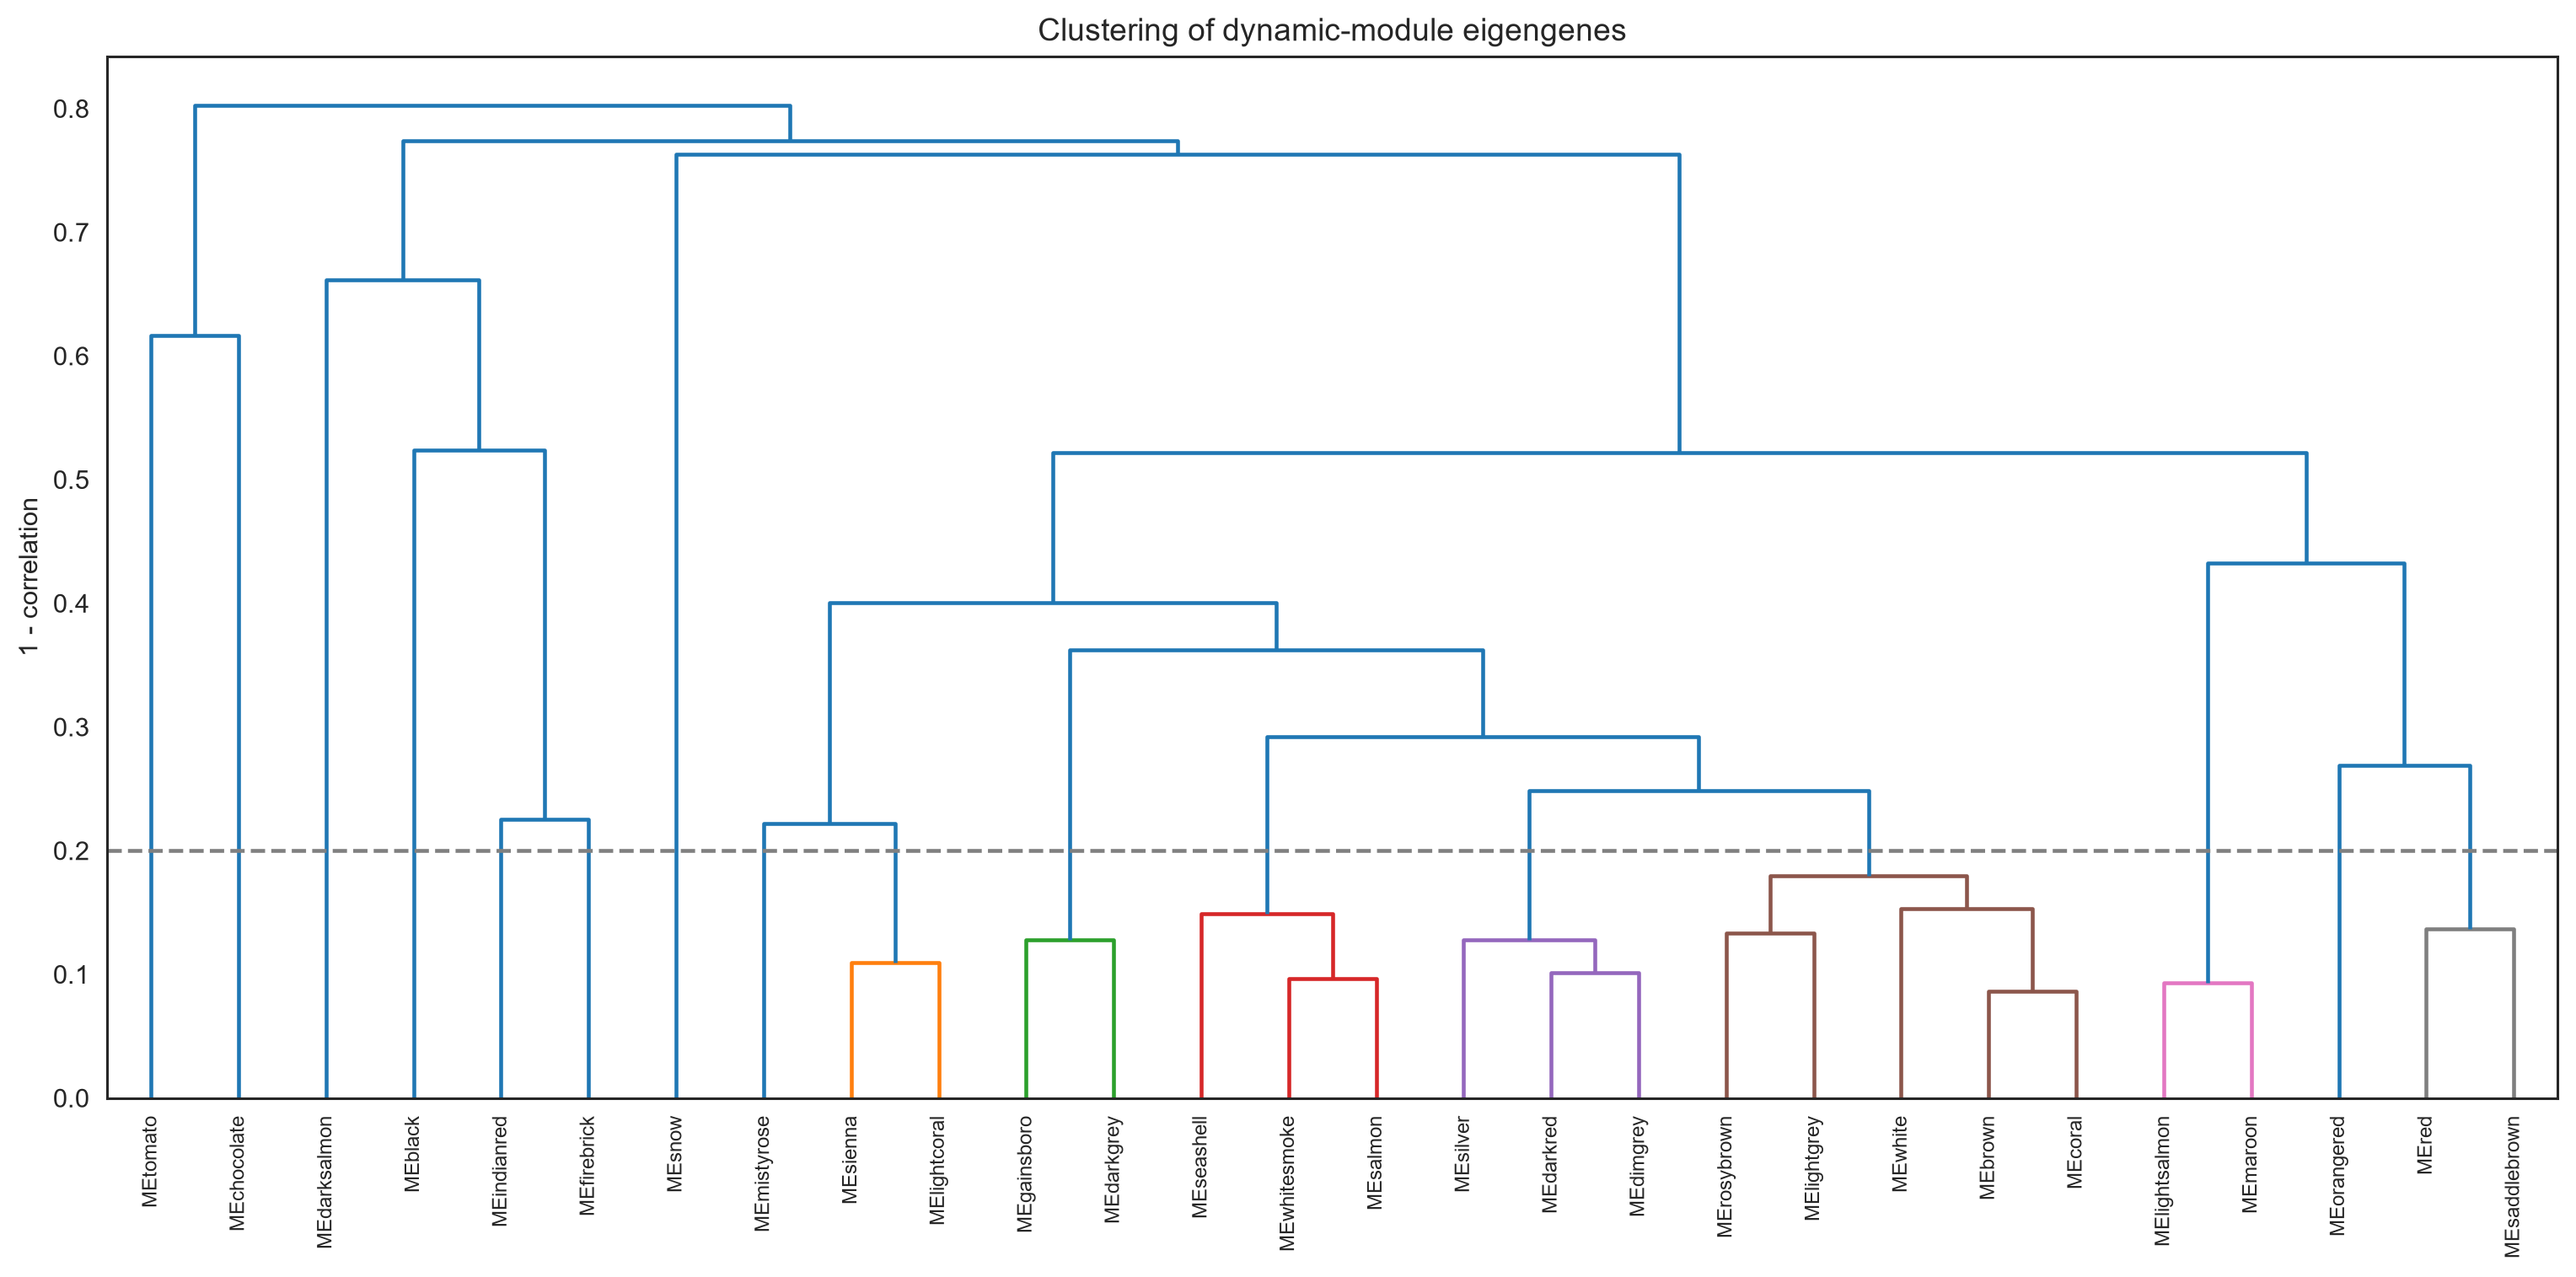 Clustering of dynamic-module eigengenes
1 - correlation
0.8
0.7
0.6
0.5
0.4
0.3
0.2
0.1
0.0
MEtomato
MEchocolate
MEdarksalmon
MEblack
MEindianred
MEfirebrick
MEsnow
MEmistyrose
MEsienna
MElightcoral
MEgainsboro
MEdarkgrey
MEseashell
MEwhitesmoke
MEsalmon
MEsilver
MEdarkred
MEdimgrey
MErosybrown
MElightgrey
MEwhite
MEbrown
MEcoral
MElightsalmon
MEmaroon
MEorangered
MEred
MEsaddlebrown